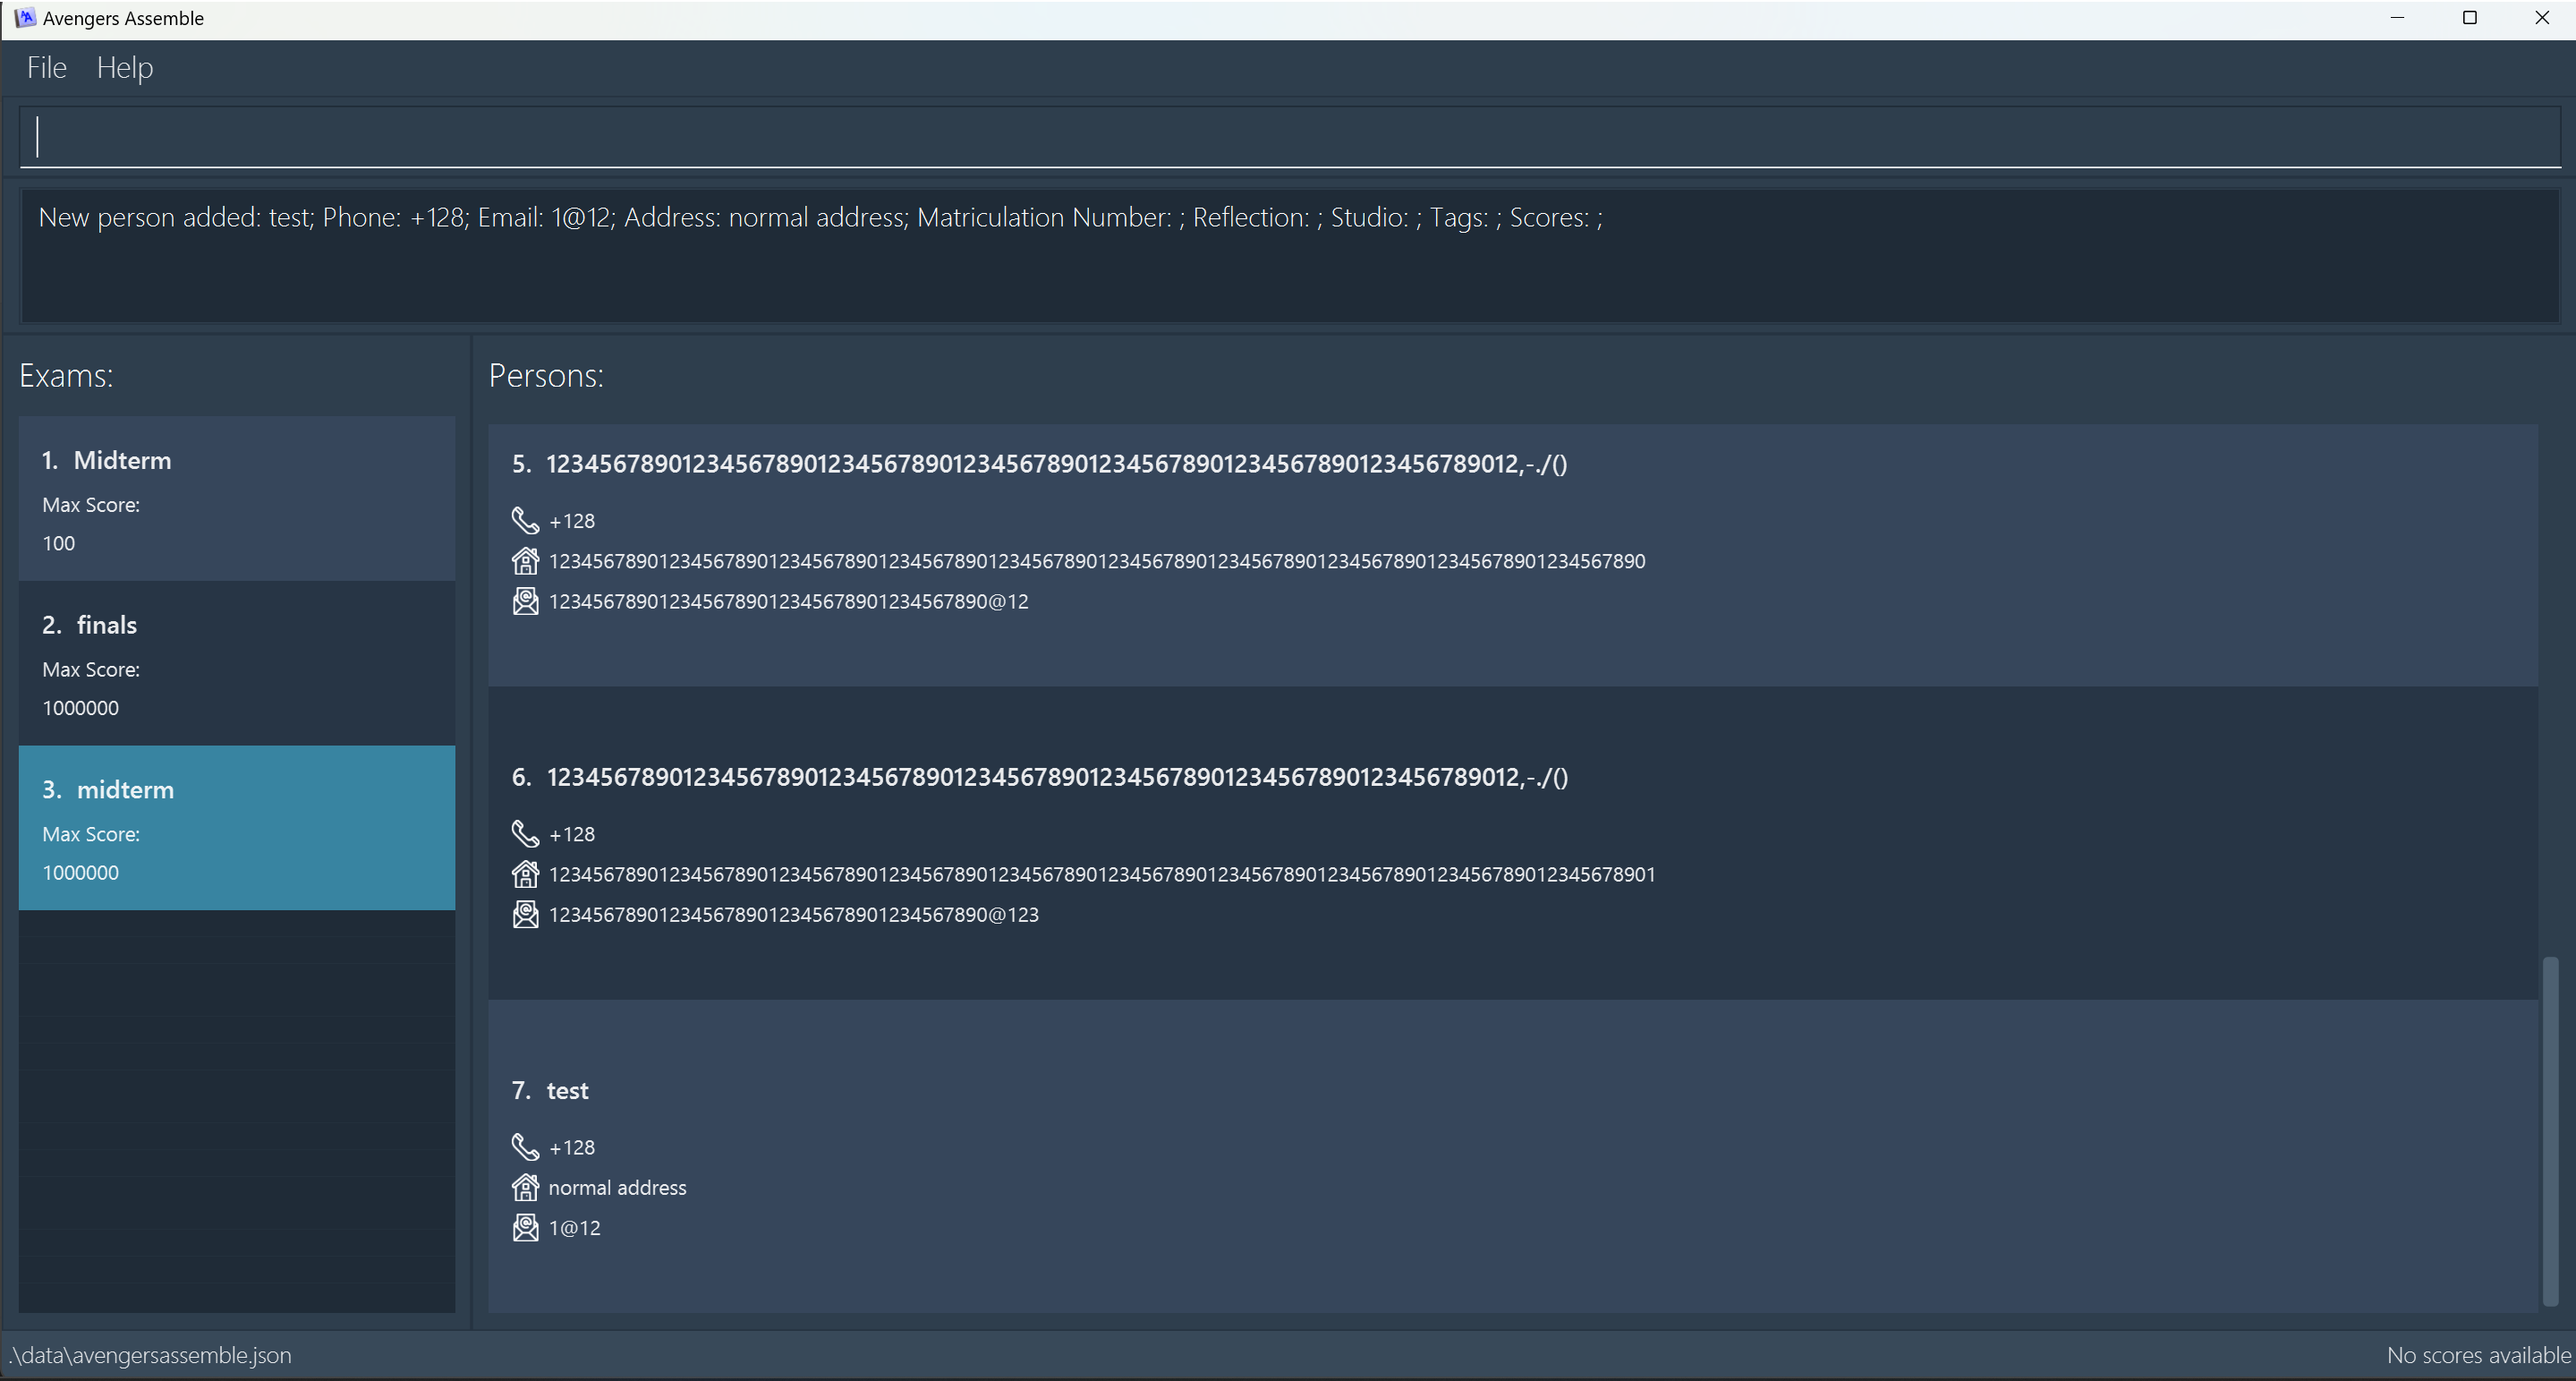 Avengers Assemble
File Help
New person added: test; Phone: +128; Email: 1@12; Address: normal address; Matriculation Number: ; Reflection: ; Studio: ; Tags: ; Scores: ;
Exams:
1. Midterm
Max Score:
100
2. finals
Max Score:
1000000
3. midterm
Max Score:
1000000
Persons:
5. 123456789012345678901234567890123456789012345678901234567890123456789012,-./()
+128
1234567890123456789012345678901234567890123456789012345678901234567890123456789012345678901234567890
1234567890123456789012345678901234567890@12
6. 123456789012345678901234567890123456789012345678901234567890123456789012,-./()
+128
12345678901234567890123456789012345678901234567890123456789012345678901234567890123456789012345678901
1234567890123456789012345678901234567890@123
7. test
+128
normal address
1@12
.\data\avengersassemble.json
No scores available